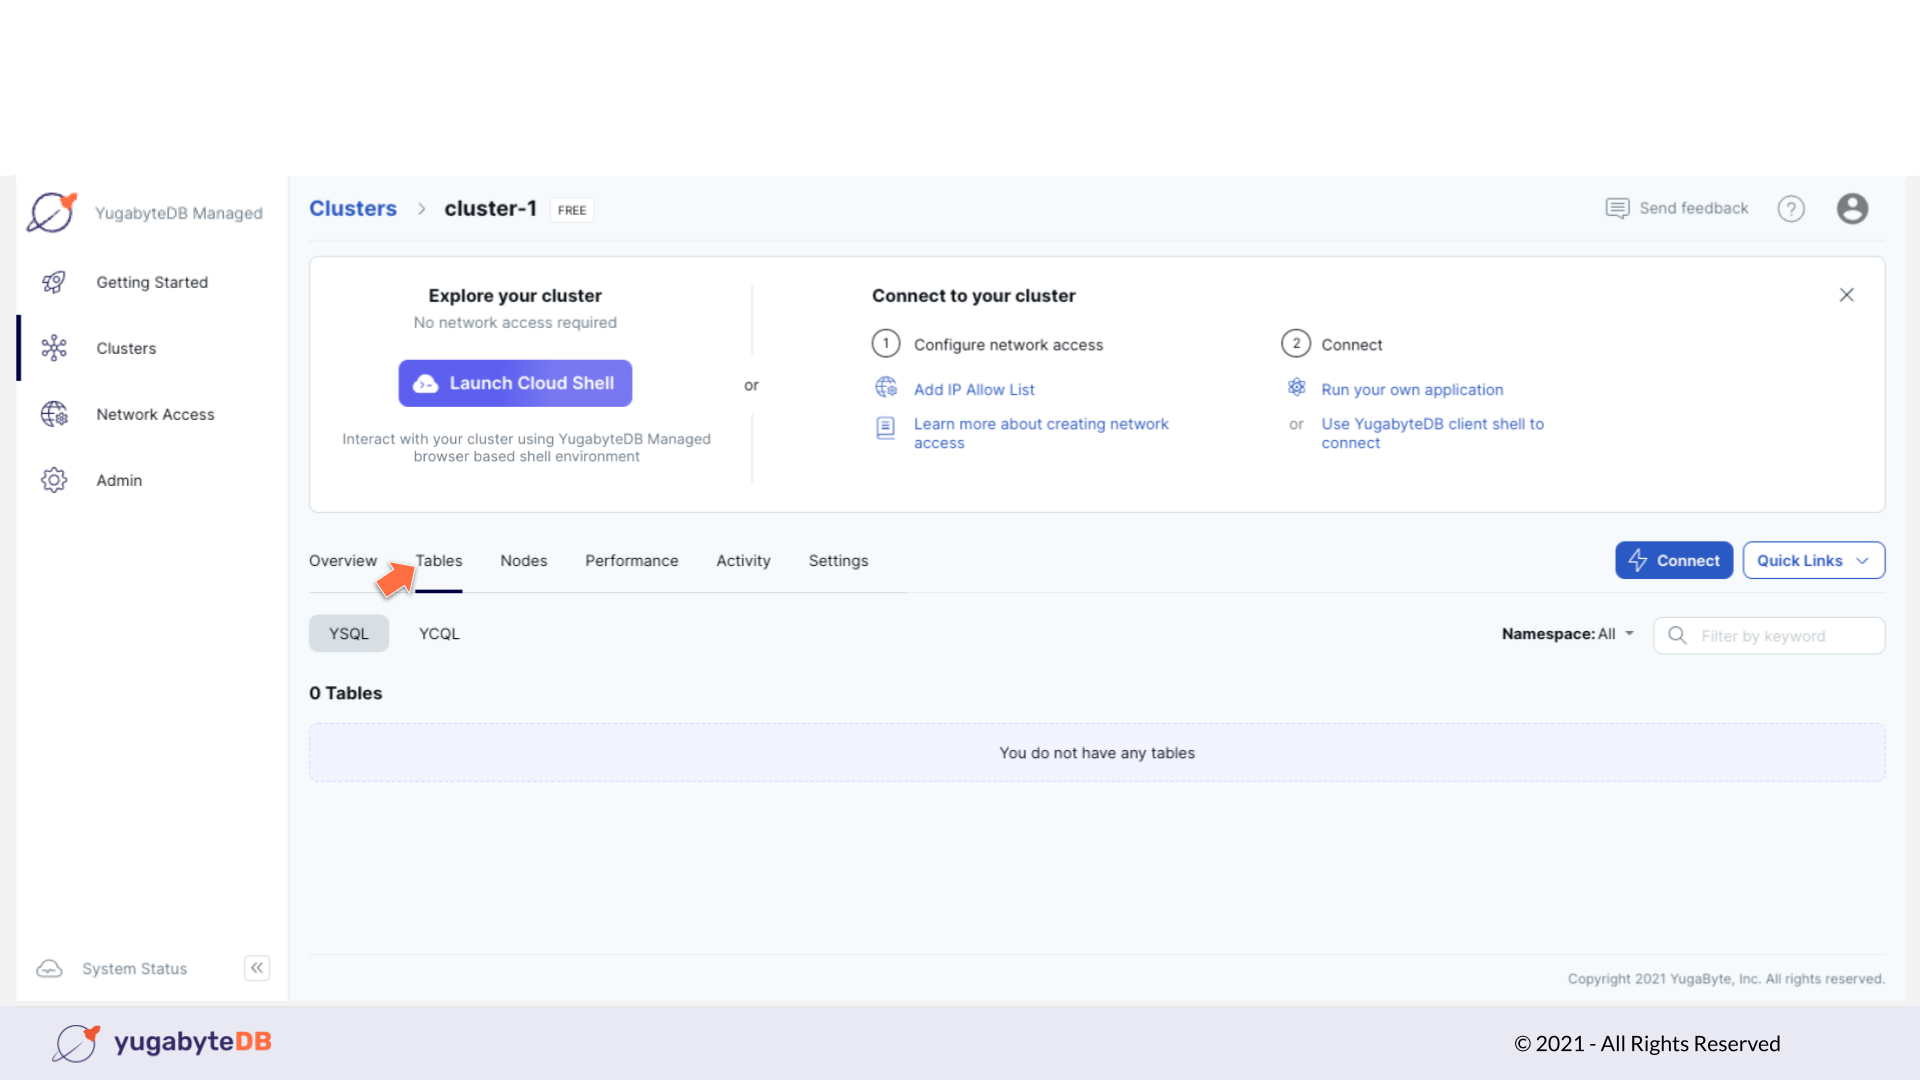 YugabyteDB Managed
Getting Started
Clusters
Network Access
Admin
System Status
Clusters > cluster-1 FREE
Send feedback
?
Explore your cluster
No network access required
Launch Cloud Shell
Interact with your cluster using YugabyteDB Managed
browser based shell environment
or
Connect to your cluster
1 Configure network access
Add IP Allow List
Learn more about creating network
access
2 Connect
Run your own application
or Use YugabyteDB client shell to
connect
Overview Tables Nodes Performance Activity Settings
Connect Quick Links
YSQL YCQL
Namespace: All Filter by keyword
0 Tables
You do not have any tables
Copyright 2021 YugaByte, Inc. All rights reserved.
yugabyteDB
© 2021 - All Rights Reserved